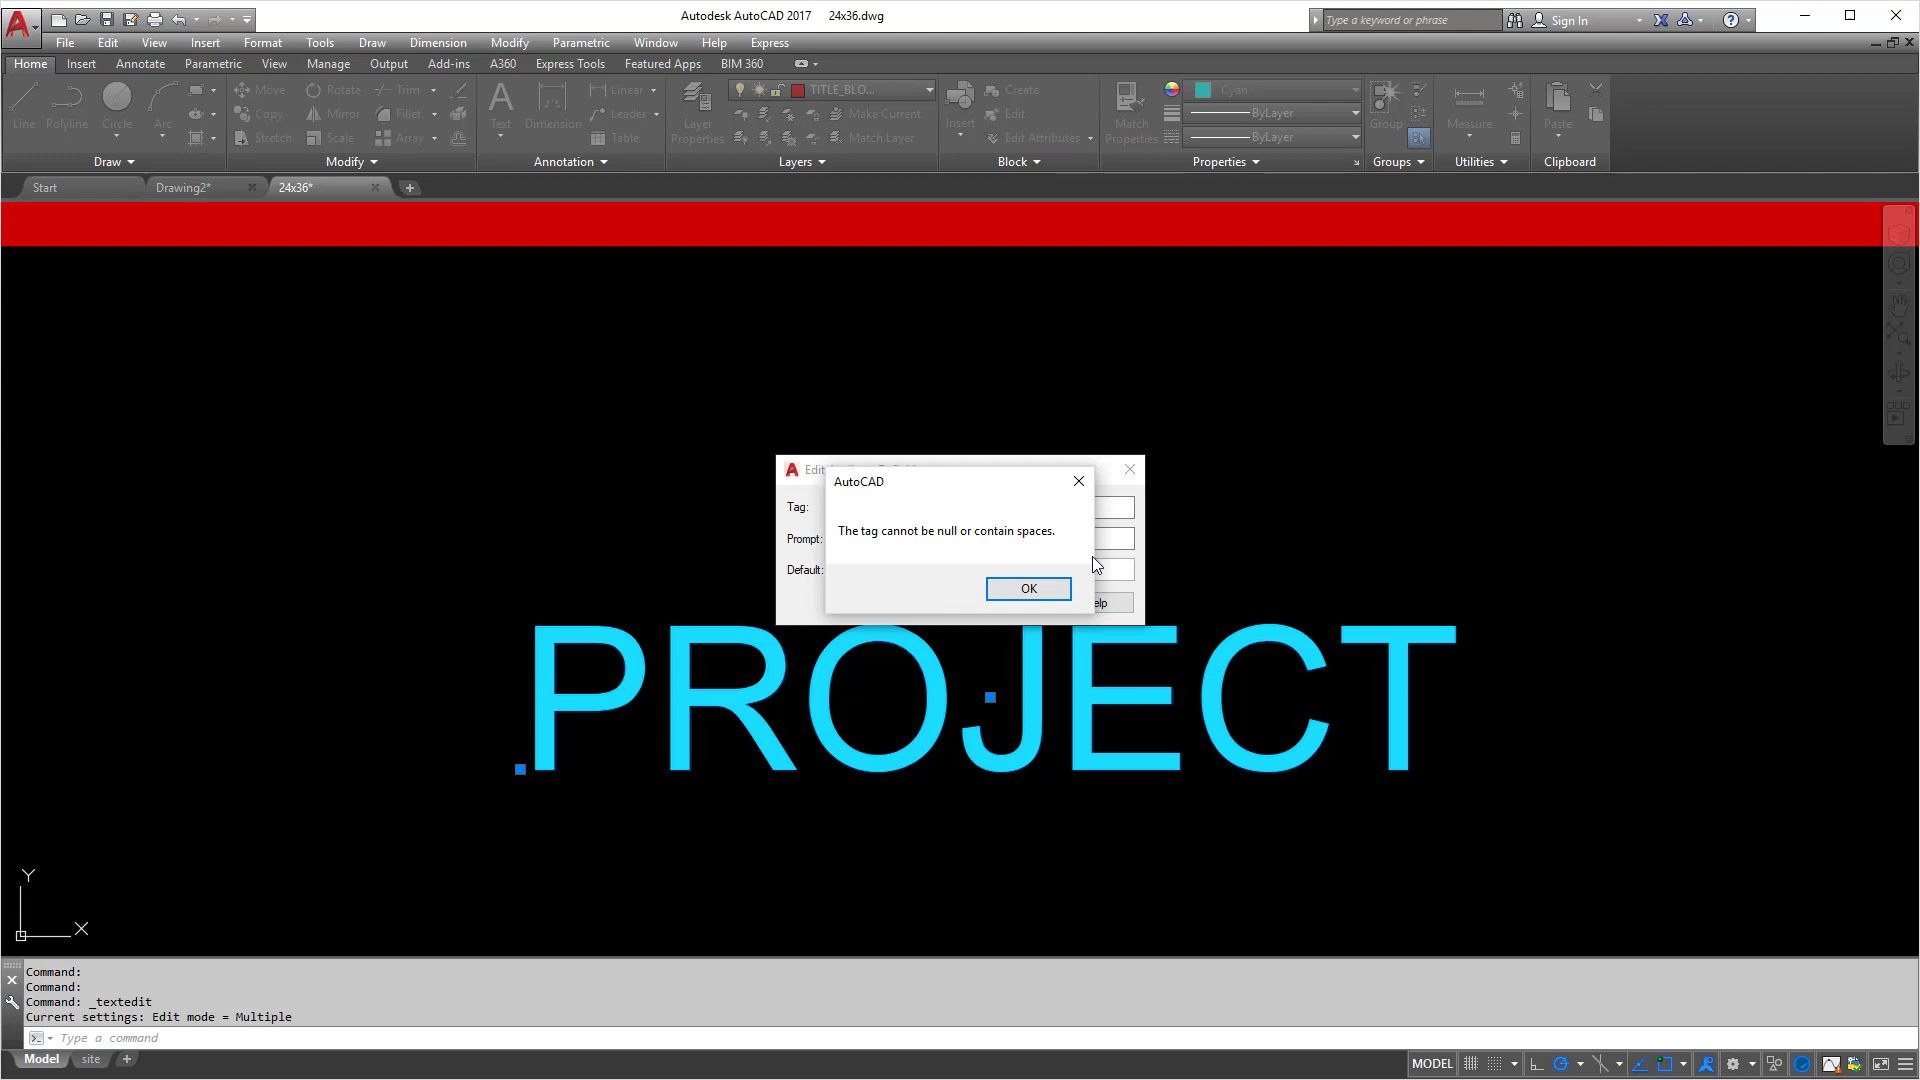 Autodesk AutoCAD 2017 24x36.dwg
Type a keyword or phrase
Sign In
File Edit View Insert Format Tools Draw Dimension Modify Parametric Window Help Express
Home Insert Annotate Parametric View Manage Output Add-ins A360 Express Tools Featured Apps BIM 360
Line Polyline Circle Arc
Move Rotate Trim
Copy Mirror Fillet
Stretch Scale Array
Text Dimension
Linear
Leader
Table
Layer
Properties
TITLE_BLO...
Make Current
Match Layer
Insert
Create
Edit
Edit Attributes
Match
Properties
Cyan
ByLayer
ByLayer
Group
Measure
Paste
Draw Modify Annotation Layers Block Properties Groups Utilities Clipboard
Start Drawing2* 24x36*
Edit
AutoCAD
Tag:
The tag cannot be null or contain spaces.
Prompt:
Default:
OK
elp
PROJECT
Y
X
Command:
Command:
Command: _textedit
Current settings: Edit mode = Multiple
Type a command
Model site
MODEL